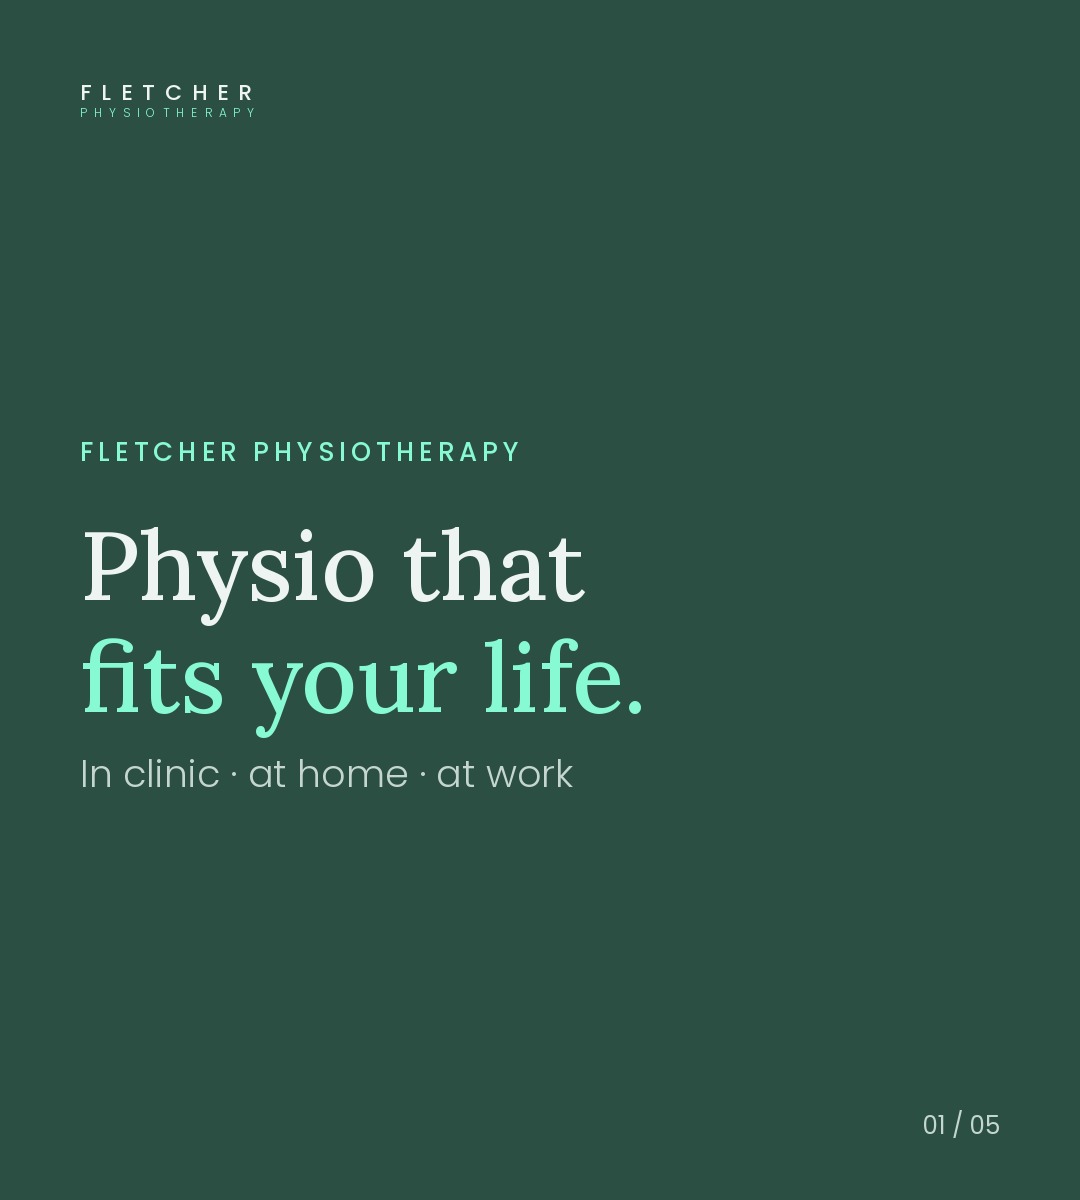 FLETCHER
PHYSIOTHERAPY
FLETCHER PHYSIOTHERAPY
Physio that
fits your life.
In clinic · at home · at work
01 / 05